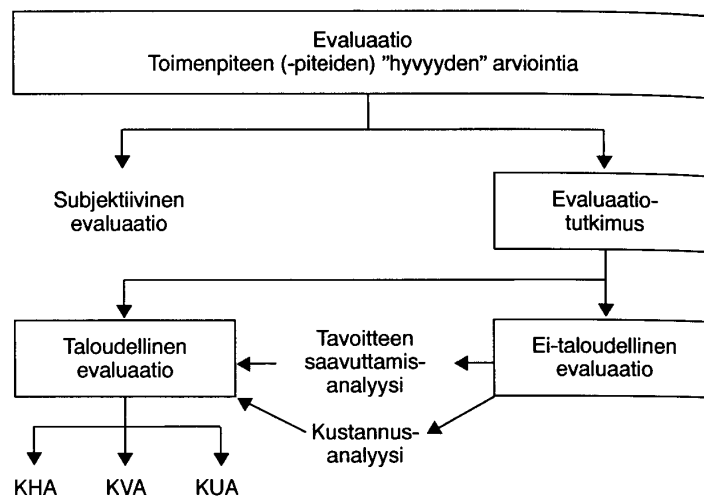 Evaluaatio
Toimenpiteen (-piteiden) ”hyvyyden” arviointia
Subjektiivinen
evaluaatio
Evaluaatio-
tutkimus
Taloudellinen
evaluaatio
Tavoitteen
saavuttamis-
analyysi
Ei-taloudellinen
evaluaatio
Kustannus-
analyysi
KHA KVA KUA